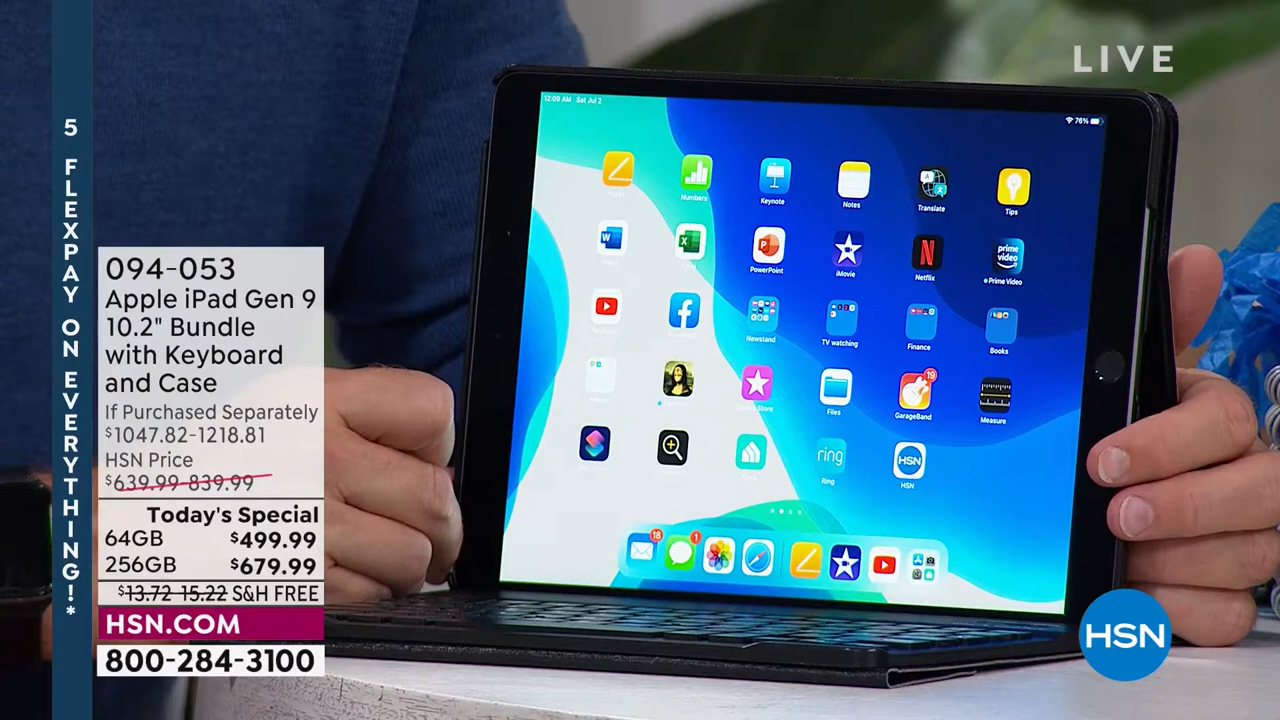 LIVE
5 FLEXPAY ON EVERYTHING!*
094-053
Apple iPad Gen 9
10.2" Bundle
with Keyboard
and Case
If Purchased Separately
$1047.82-1218.81
HSN Price
$639.99-839.99
Today's Special
64GB $499.99
256GB $679.99
$13.72-15.22 S&H FREE
HSN.COM
800-284-3100
12:09 AM Sat Jul 2
76%
Numbers
Keynote
Notes
Translate
Tips
PowerPoint
iMovie
Netflix
prime video
Prime Video
Newstand
TV watching
Finance
Books
Files
19
GarageBand
Measure
ring
Ring
HSN
HSN
18
1
HSN